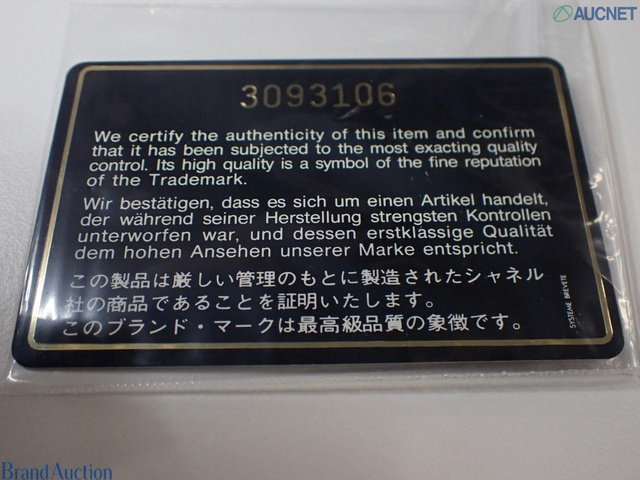 AUCNET
3093106
We certify the authenticity of this item and confirm
that it has been subjected to the most exacting quality
control. Its high quality is a symbol of the fine reputation
of the Trademark.
Wir bestätigen, dass es sich um einen Artikel handelt,
der während seiner Herstellung strengsten Kontrollen
unterworfen war, und dessen erstklässige Qualität
dem hohen Ansehen unserer Marke entspricht.
この製品は厳しい管理のもとに製造されたシャネル
社の商品であることを証明いたします。
このブランド・マークは最高級品質の象徴です。
SYSTEME BREVETE
Brand Auction